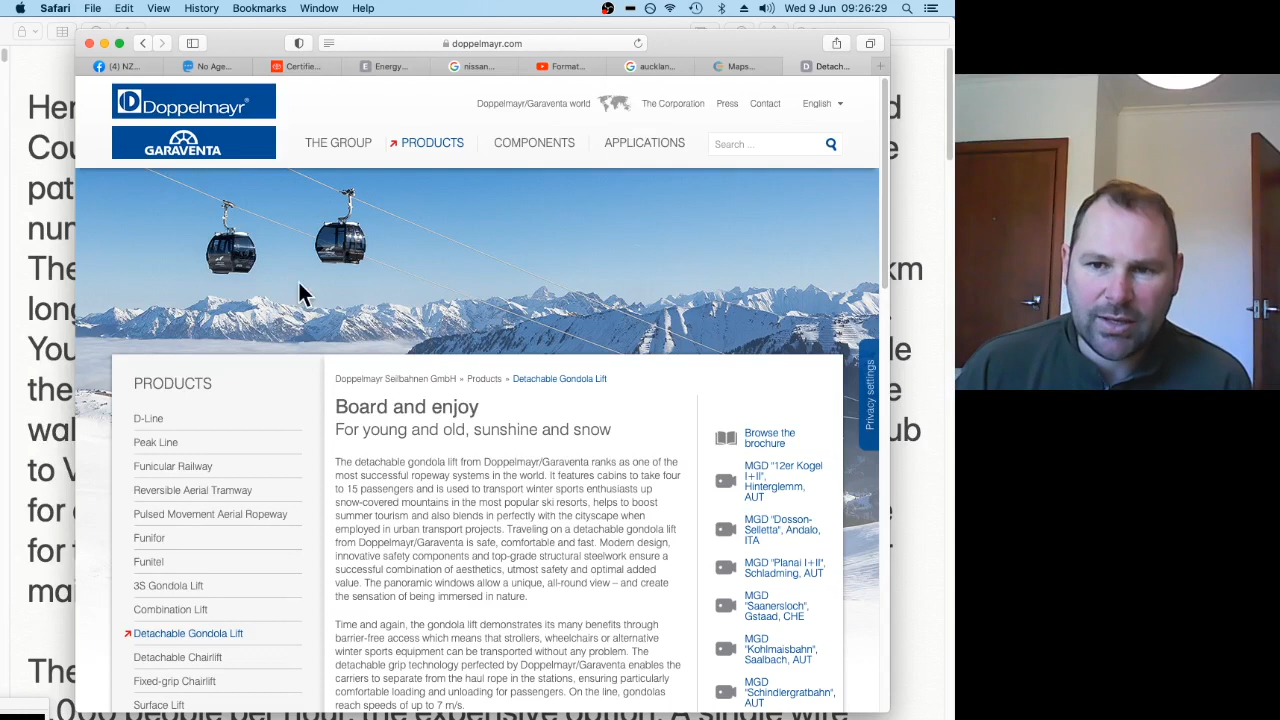 Safari File Edit View History Bookmarks Window Help Wed 9 Jun 09:26:29
doppelmayr.com
(4) NZ... No Age... Certifie... Energy... nissan... Format... aucklan... Maps... Detach...
Doppelmayr
GARAVENTA
Doppelmayr/Garaventa world The Corporation Press Contact English
THE GROUP PRODUCTS COMPONENTS APPLICATIONS Search ...
PRODUCTS
D-Line
Peak Line
Funicular Railway
Reversible Aerial Tramway
Pulsed Movement Aerial Ropeway
Funifor
Funitel
3S Gondola Lift
Combination Lift
Detachable Gondola Lift
Detachable Chairlift
Fixed-grip Chairlift
Surface Lift
Doppelmayr Seilbahnen GmbH » Products » Detachable Gondola Lift
Board and enjoy
For young and old, sunshine and snow
The detachable gondola lift from Doppelmayr/Garaventa ranks as one of the
most successful ropeway systems in the world. It features cabins to take four
to 15 passengers and is used to transport winter sports enthusiasts up
snow-covered mountains in the most popular ski resorts, helps to boost
summer tourism and also blends in perfectly with the cityscape when
employed in urban transport projects. Traveling on a detachable gondola lift
from Doppelmayr/Garaventa is safe, comfortable and fast. Modern design,
innovative safety components and top-grade structural steelwork ensure a
successful combination of aesthetics, utmost safety and optimal added
value. The panoramic windows allow a unique, all-round view – and create
the sensation of being immersed in nature.
Time and again, the gondola lift demonstrates its many benefits through
barrier-free access which means that strollers, wheelchairs or alternative
winter sports equipment can be transported without any problem. The
detachable grip technology perfected by Doppelmayr/Garaventa enables the
carriers to separate from the haul rope in the stations, ensuring particularly
comfortable loading and unloading for passengers. On the line, gondolas
reach speeds of up to 7 m/s.
Browse the
brochure
MGD "12er Kogel
I+II",
Hinterglemm,
AUT
MGD "Dosson-
Selletta", Andalo,
ITA
MGD "Planai I+II",
Schladming, AUT
MGD
"Saanersloch",
Gstaad, CHE
MGD
"Kohlmaisbahn",
Saalbach, AUT
MGD
"Schindlergratbahn",
AUT
Privacy settings